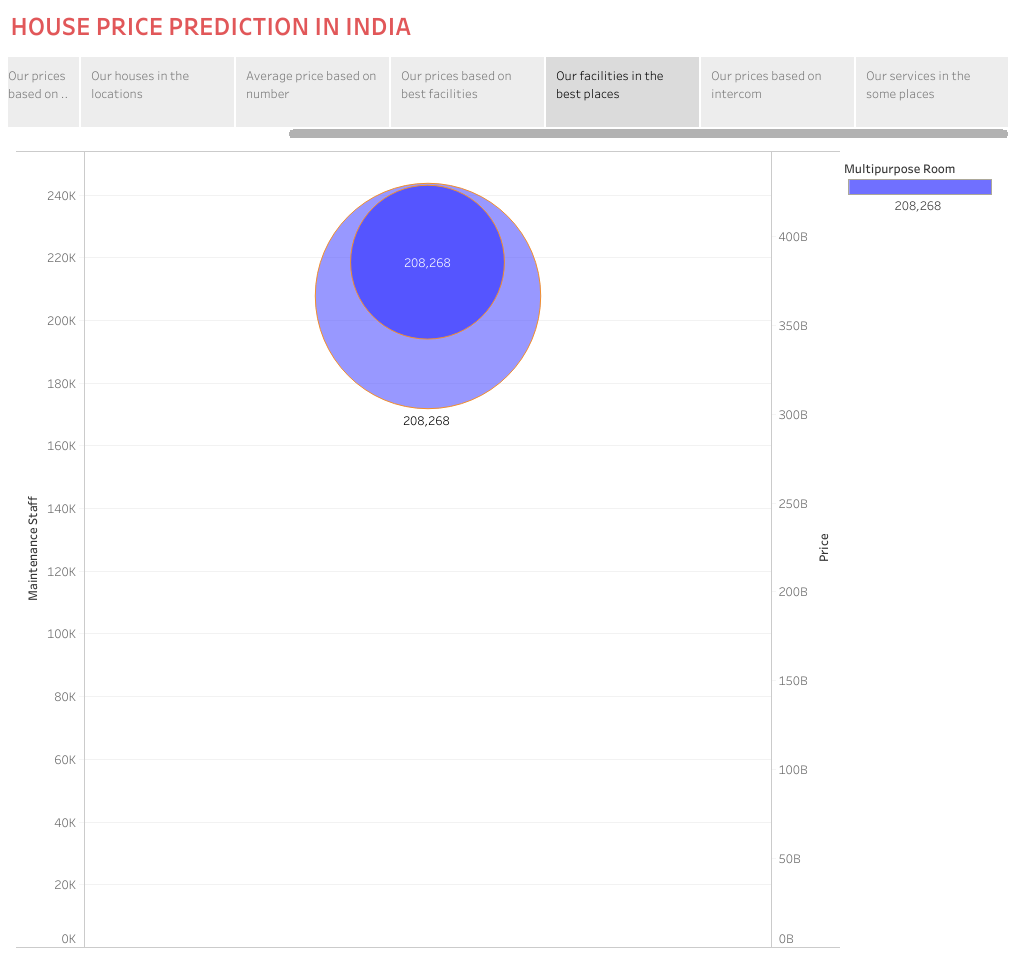 HOUSE PRICE PREDICTION IN INDIA
Our prices
based on ..
Our houses in the
locations
Average price based on
number
Our prices based on
best facilities
Our facilities in the
best places
Our prices based on
intercom
Our services in the
some places
Multipurpose Room
208,268
240K
220K
200K
180K
160K
140K
120K
100K
80K
60K
40K
20K
0K
Maintenance Staff
208,268
208,268
400B
350B
300B
250B
200B
150B
100B
50B
0B
Price